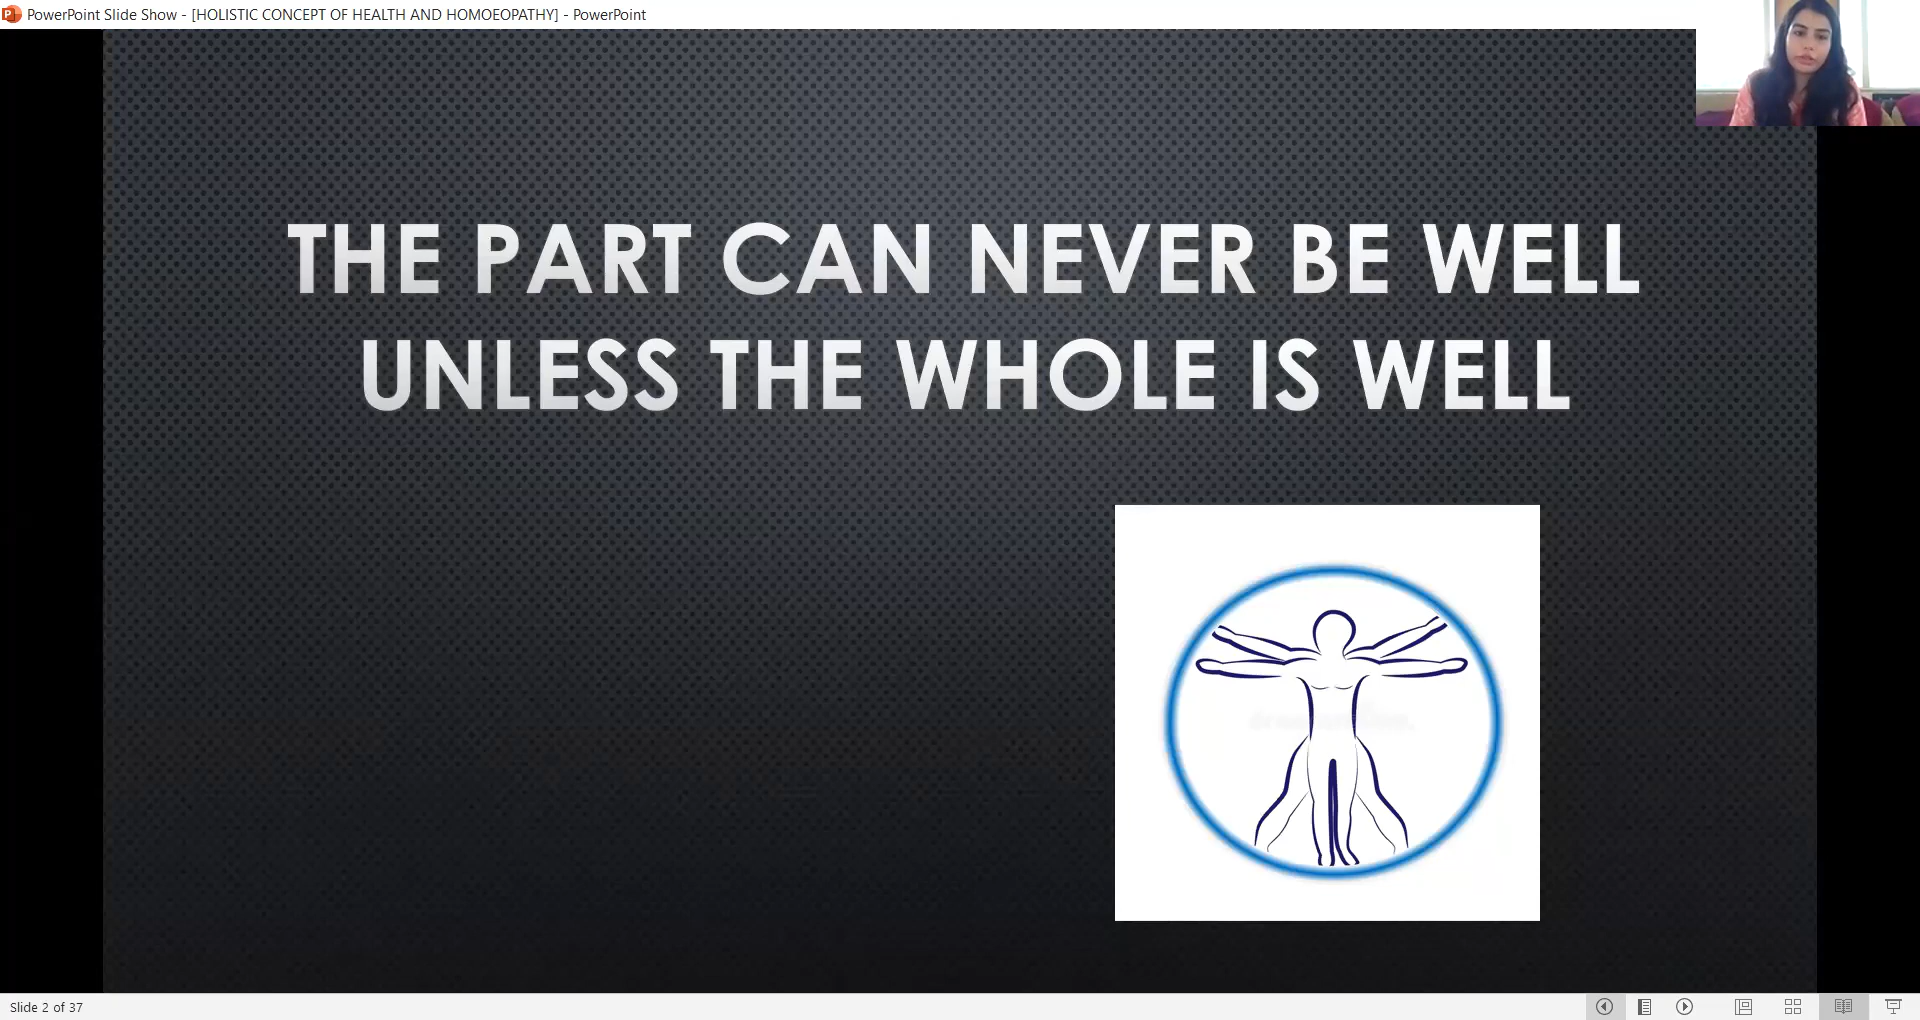 PowerPoint Slide Show - [HOLISTIC CONCEPT OF HEALTH AND HOMOEOPATHY] - PowerPoint
THE PART CAN NEVER BE WELL
UNLESS THE WHOLE IS WELL
Slide 2 of 37